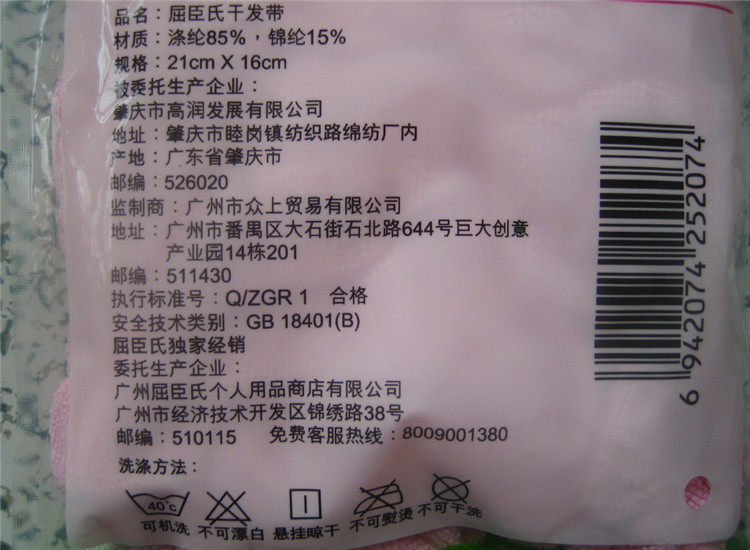 品名：屈臣氏干发带
材质：涤纶85%，锦纶15%
规格：21cm X 16cm
被委托生产企业：
肇庆市高润发展有限公司
地址：肇庆市睦岗镇纺织路绵纺厂内
产地：广东省肇庆市
邮编：526020
监制商：广州市众上贸易有限公司
地址：广州市番禺区大石街石北路644号巨大创意
产业园14栋201
邮编：511430
执行标准号：Q/ZGR 1 合格
安全技术类别：GB 18401(B)
屈臣氏独家经销
委托生产企业：
广州屈臣氏个人用品商店有限公司
广州市经济技术开发区锦绣路38号
邮编：510115 免费客服热线：8009001380
洗涤方法：
40°c
可机洗 不可漂白 悬挂晾干 不可熨烫 不可干洗
6 942074 252074